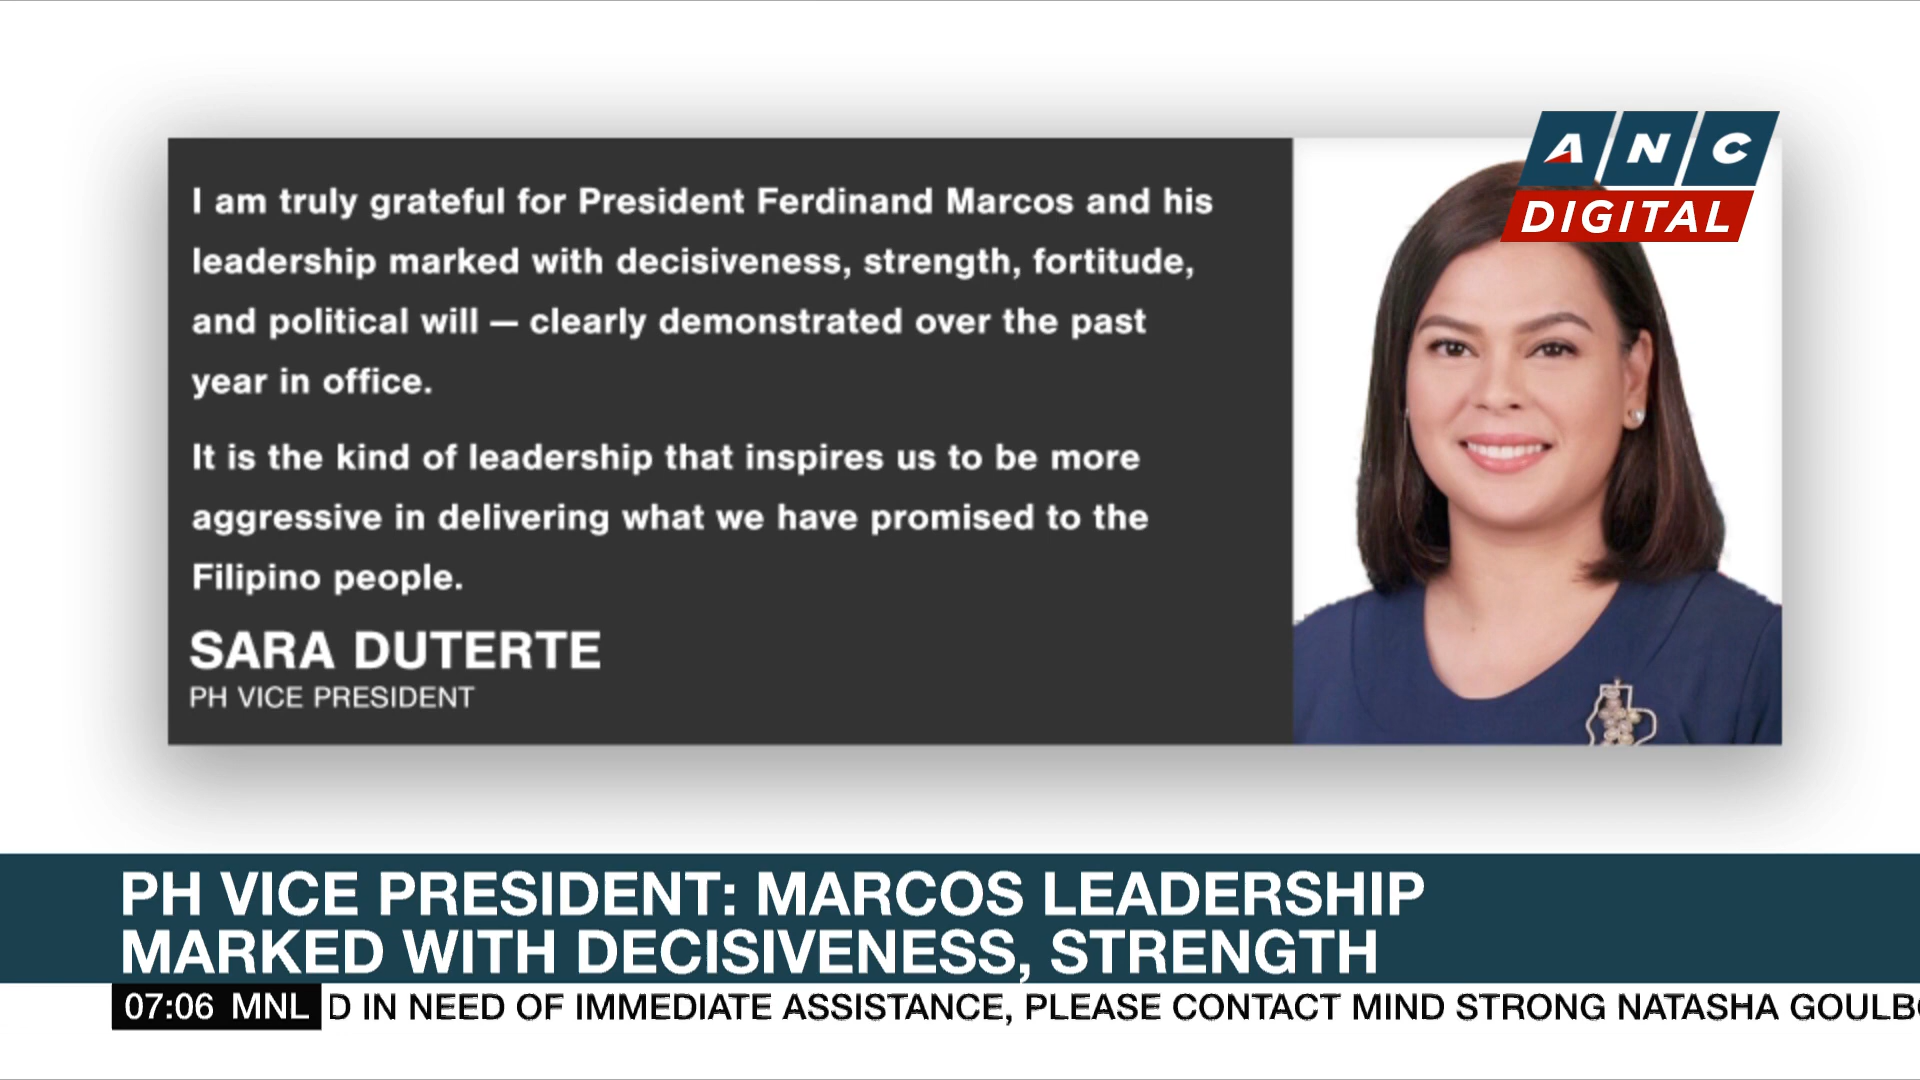 ANC
DIGITAL
I am truly grateful for President Ferdinand Marcos and his
leadership marked with decisiveness, strength, fortitude,
and political will — clearly demonstrated over the past
year in office.
It is the kind of leadership that inspires us to be more
aggressive in delivering what we have promised to the
Filipino people.
SARA DUTERTE
PH VICE PRESIDENT
PH VICE PRESIDENT: MARCOS LEADERSHIP
MARKED WITH DECISIVENESS, STRENGTH
07:06 MNL D IN NEED OF IMMEDIATE ASSISTANCE, PLEASE CONTACT MIND STRONG NATASHA